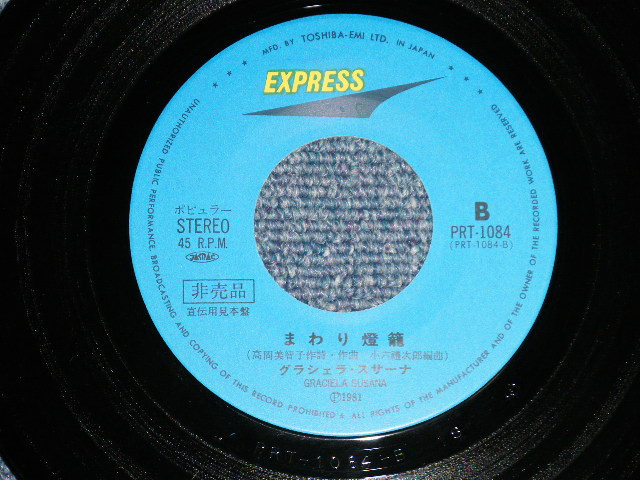 MFD. BY TOSHIBA-EMI LTD. IN JAPAN
EXPRESS
ポピュラー
STEREO
45 R.P.M.
JASRAC
非売品
宣伝用見本盤
B
PRT-1084
(PRT-1084-B)
まわり燈籠
(高岡美智子作詩・作曲 小六禮次郎編曲)
グラシェラ・スサーナ
GRACIELA SUSANA
Ⓟ1981
UNAUTHORIZED PUBLIC PERFORMANCE, BROADCASTING AND COPYING OF THIS RECORD PROHIBITED & ALL RIGHTS OF THE MANUFACTURER AND OF THE OWNER OF THE RECORDED WORK ARE RESERVED
PRT-1084-B